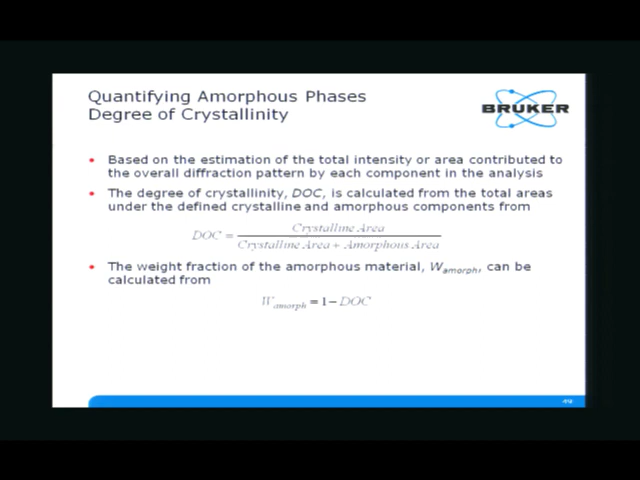 Quantifying Amorphous Phases
Degree of Crystallinity
BRUKER
• Based on the estimation of the total intensity or area contributed to
the overall diffraction pattern by each component in the analysis
• The degree of crystallinity, DOC, is calculated from the total areas
under the defined crystalline and amorphous components from
DOC = Crystalline Area
Crystalline Area + Amorphous Area
• The weight fraction of the amorphous material, Wamorph, can be
calculated from
Wamorph = 1 − DOC
49